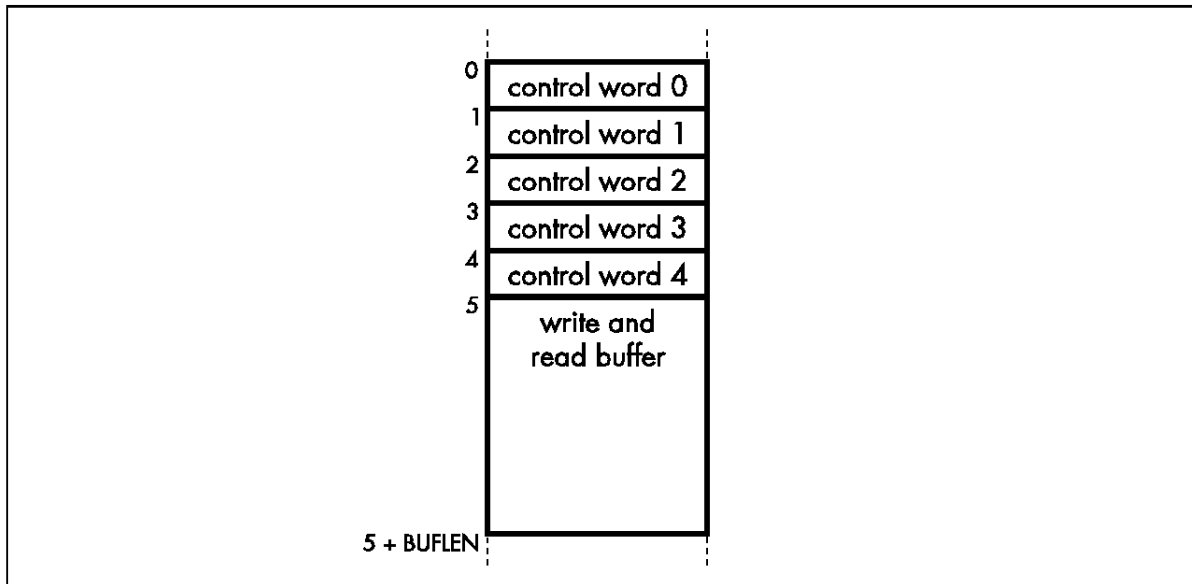 0
control word 0
1
control word 1
2
control word 2
3
control word 3
4
control word 4
5
write and
read buffer
5 + BUFLEN